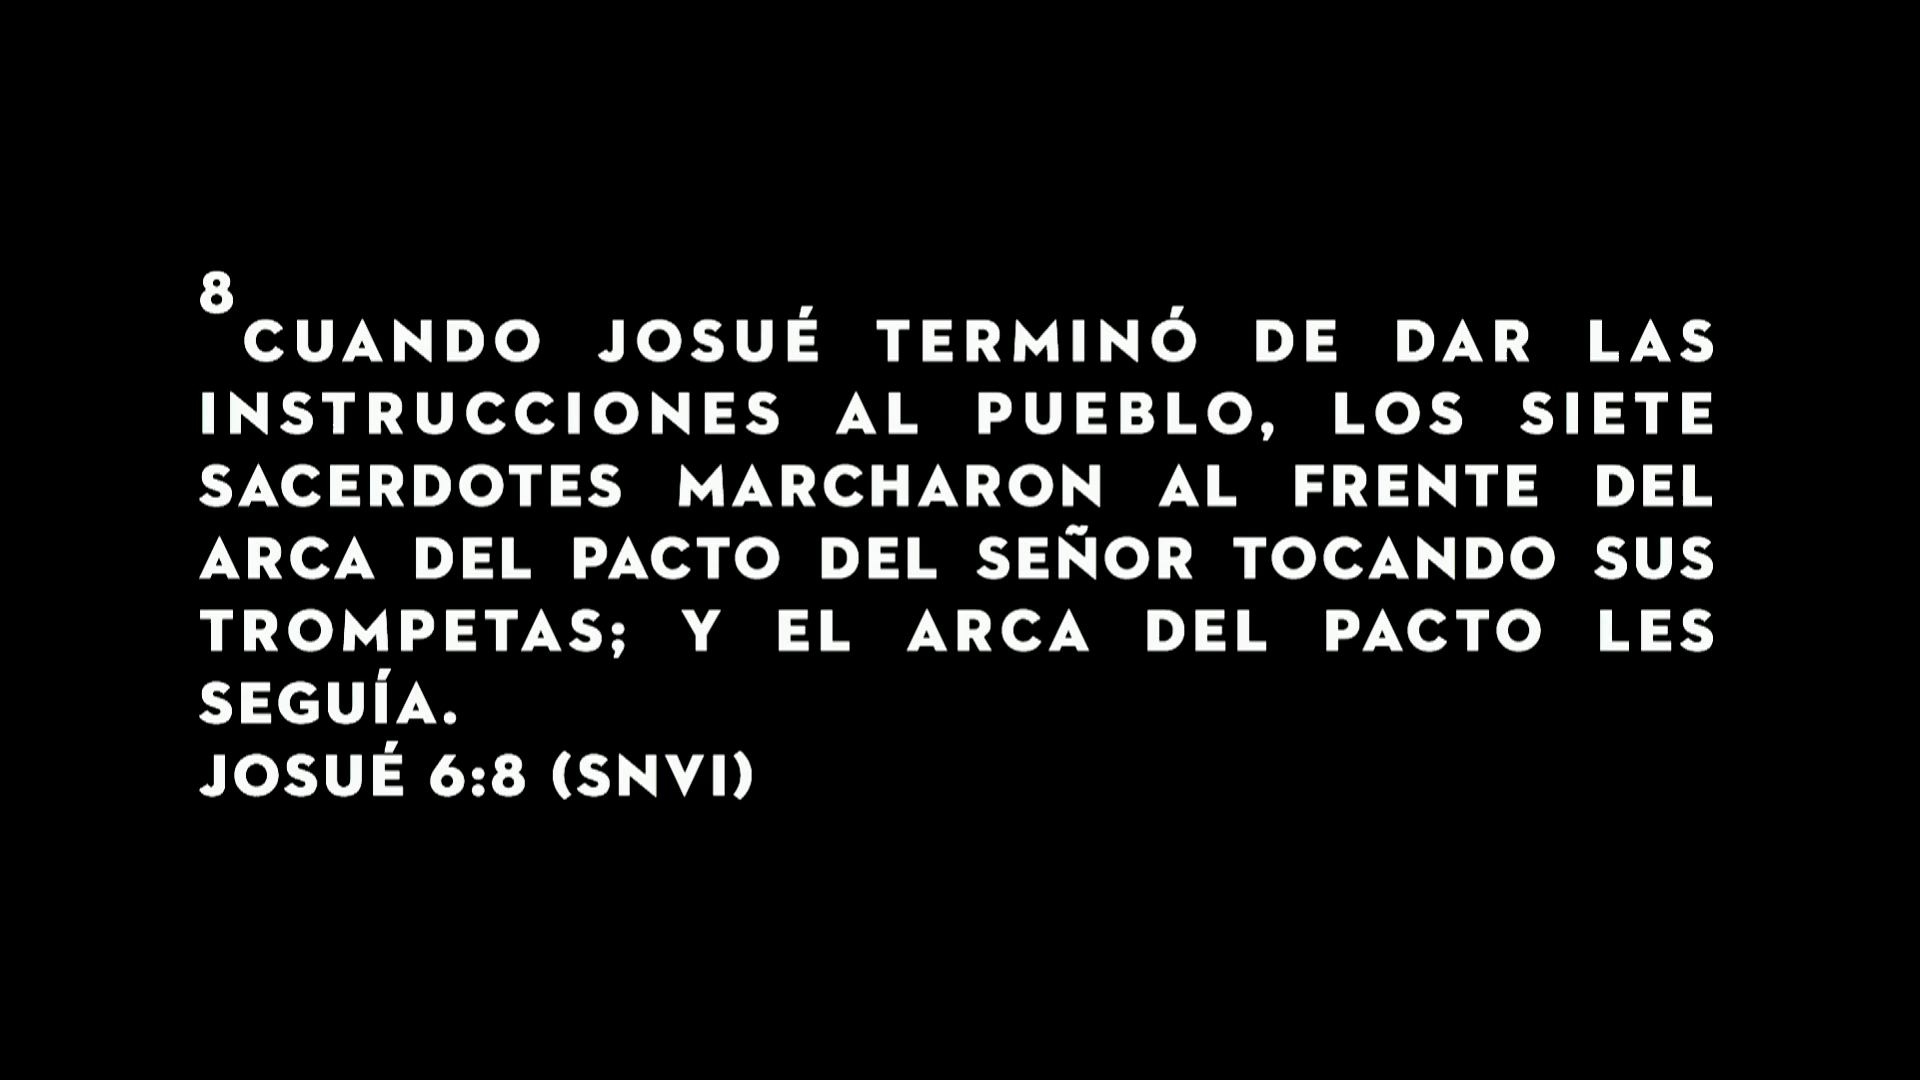 8
CUANDO JOSUÉ TERMINÓ DE DAR LAS
INSTRUCCIONES AL PUEBLO, LOS SIETE
SACERDOTES MARCHARON AL FRENTE DEL
ARCA DEL PACTO DEL SEÑOR TOCANDO SUS
TROMPETAS; Y EL ARCA DEL PACTO LES
SEGUÍA.
JOSUÉ 6:8 (SNVI)